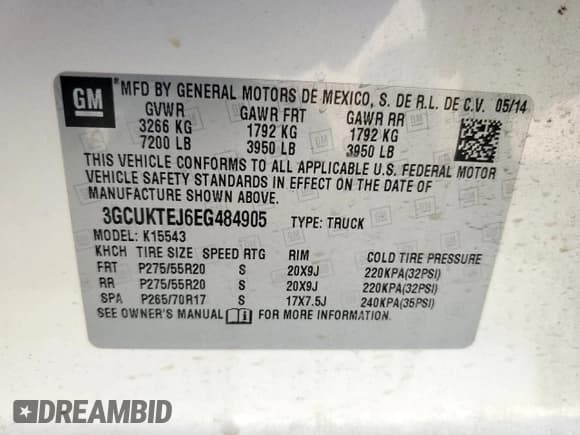 GM ®MFD BY GENERAL MOTORS DE MEXICO, S. DE R.L. DE C.V. 05/14
GVWR GAWR FRT GAWR RR
3266 KG 1792 KG 1792 KG
7200 LB 3950 LB 3950 LB
THIS VEHICLE CONFORMS TO ALL APPLICABLE U.S. FEDERAL MOTOR
VEHICLE SAFETY STANDARDS IN EFFECT ON THE DATE OF
MANUFACTURE SHOWN ABOVE.
3GCUKTEJ6EG484905 TYPE: TRUCK
MODEL: K15543
KHCH TIRE SIZE SPEED RTG RIM COLD TIRE PRESSURE
FRT P275/55R20 S 20X9J 220KPA(32PSI)
RR P275/55R20 S 20X9J 220KPA(32PSI)
SPA P265/70R17 S 17X7.5J 240KPA(35PSI)
SEE OWNER'S MANUAL FOR MORE INFORMATION.
DREAMBID